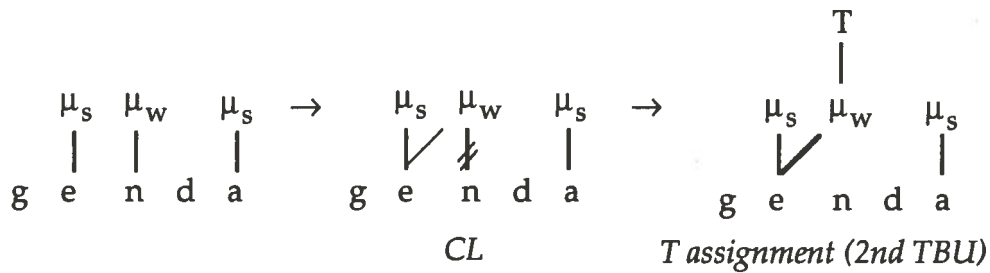 T
μs μw μs → μs μw μs → μs μw μs
g e n d a g e n d a g e n d a
CL T assignment (2nd TBU)